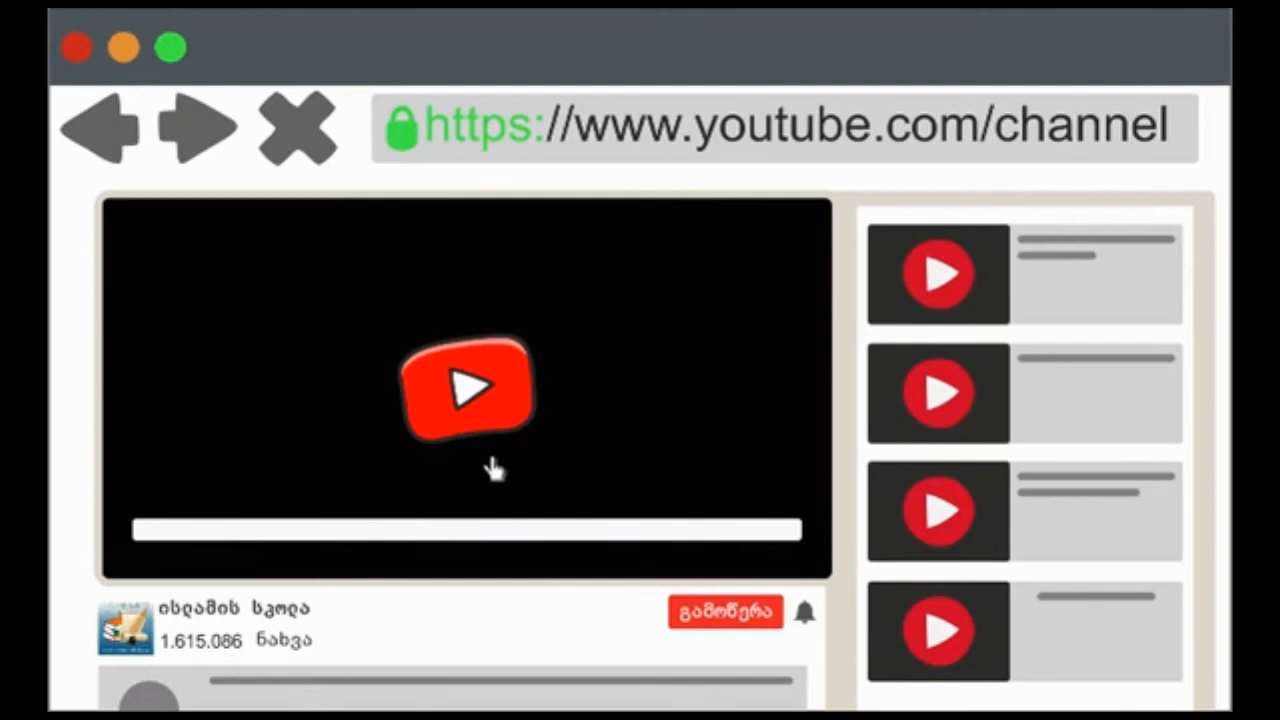 https://www.youtube.com/channel
ისლამის სკოლა
გამოწერა
1.615.086 ნახვა